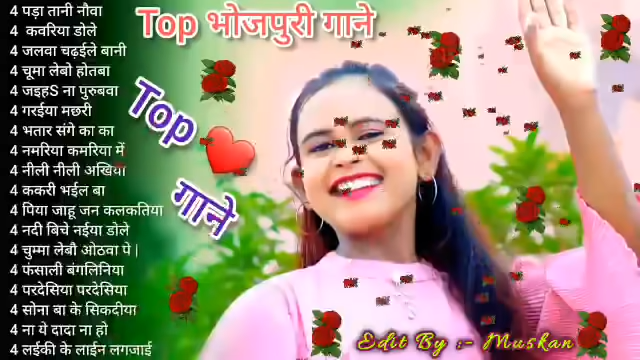 Top भोजपुरी गाने
4 पड़ा तानी नौवा
4 कवरिया डोले
4 जलवा चढ़ईले बानी
4 चूमा लेबो होतबा
4 जइहS ना पुरुबवा
4 गरईया मछरी
4 भतार संगे का का
4 नमरिया कमरिया में
4 नीली नीली अखिया
4 ककरी भईल बा
4 पिया जाहू जन कलकतिया
4 नदी बिचे नईया डोले
4 चुम्मा लेबौ ओठवा पे |
4 फंसाली बंगलिनिया
4 परदेसिया परदेसिया
4 सोना बा के सिकदीया
4 ना ये दादा ना हो
4 लईकी के लाईन लगजाई
Top
गाने
Edit By :- Muskan